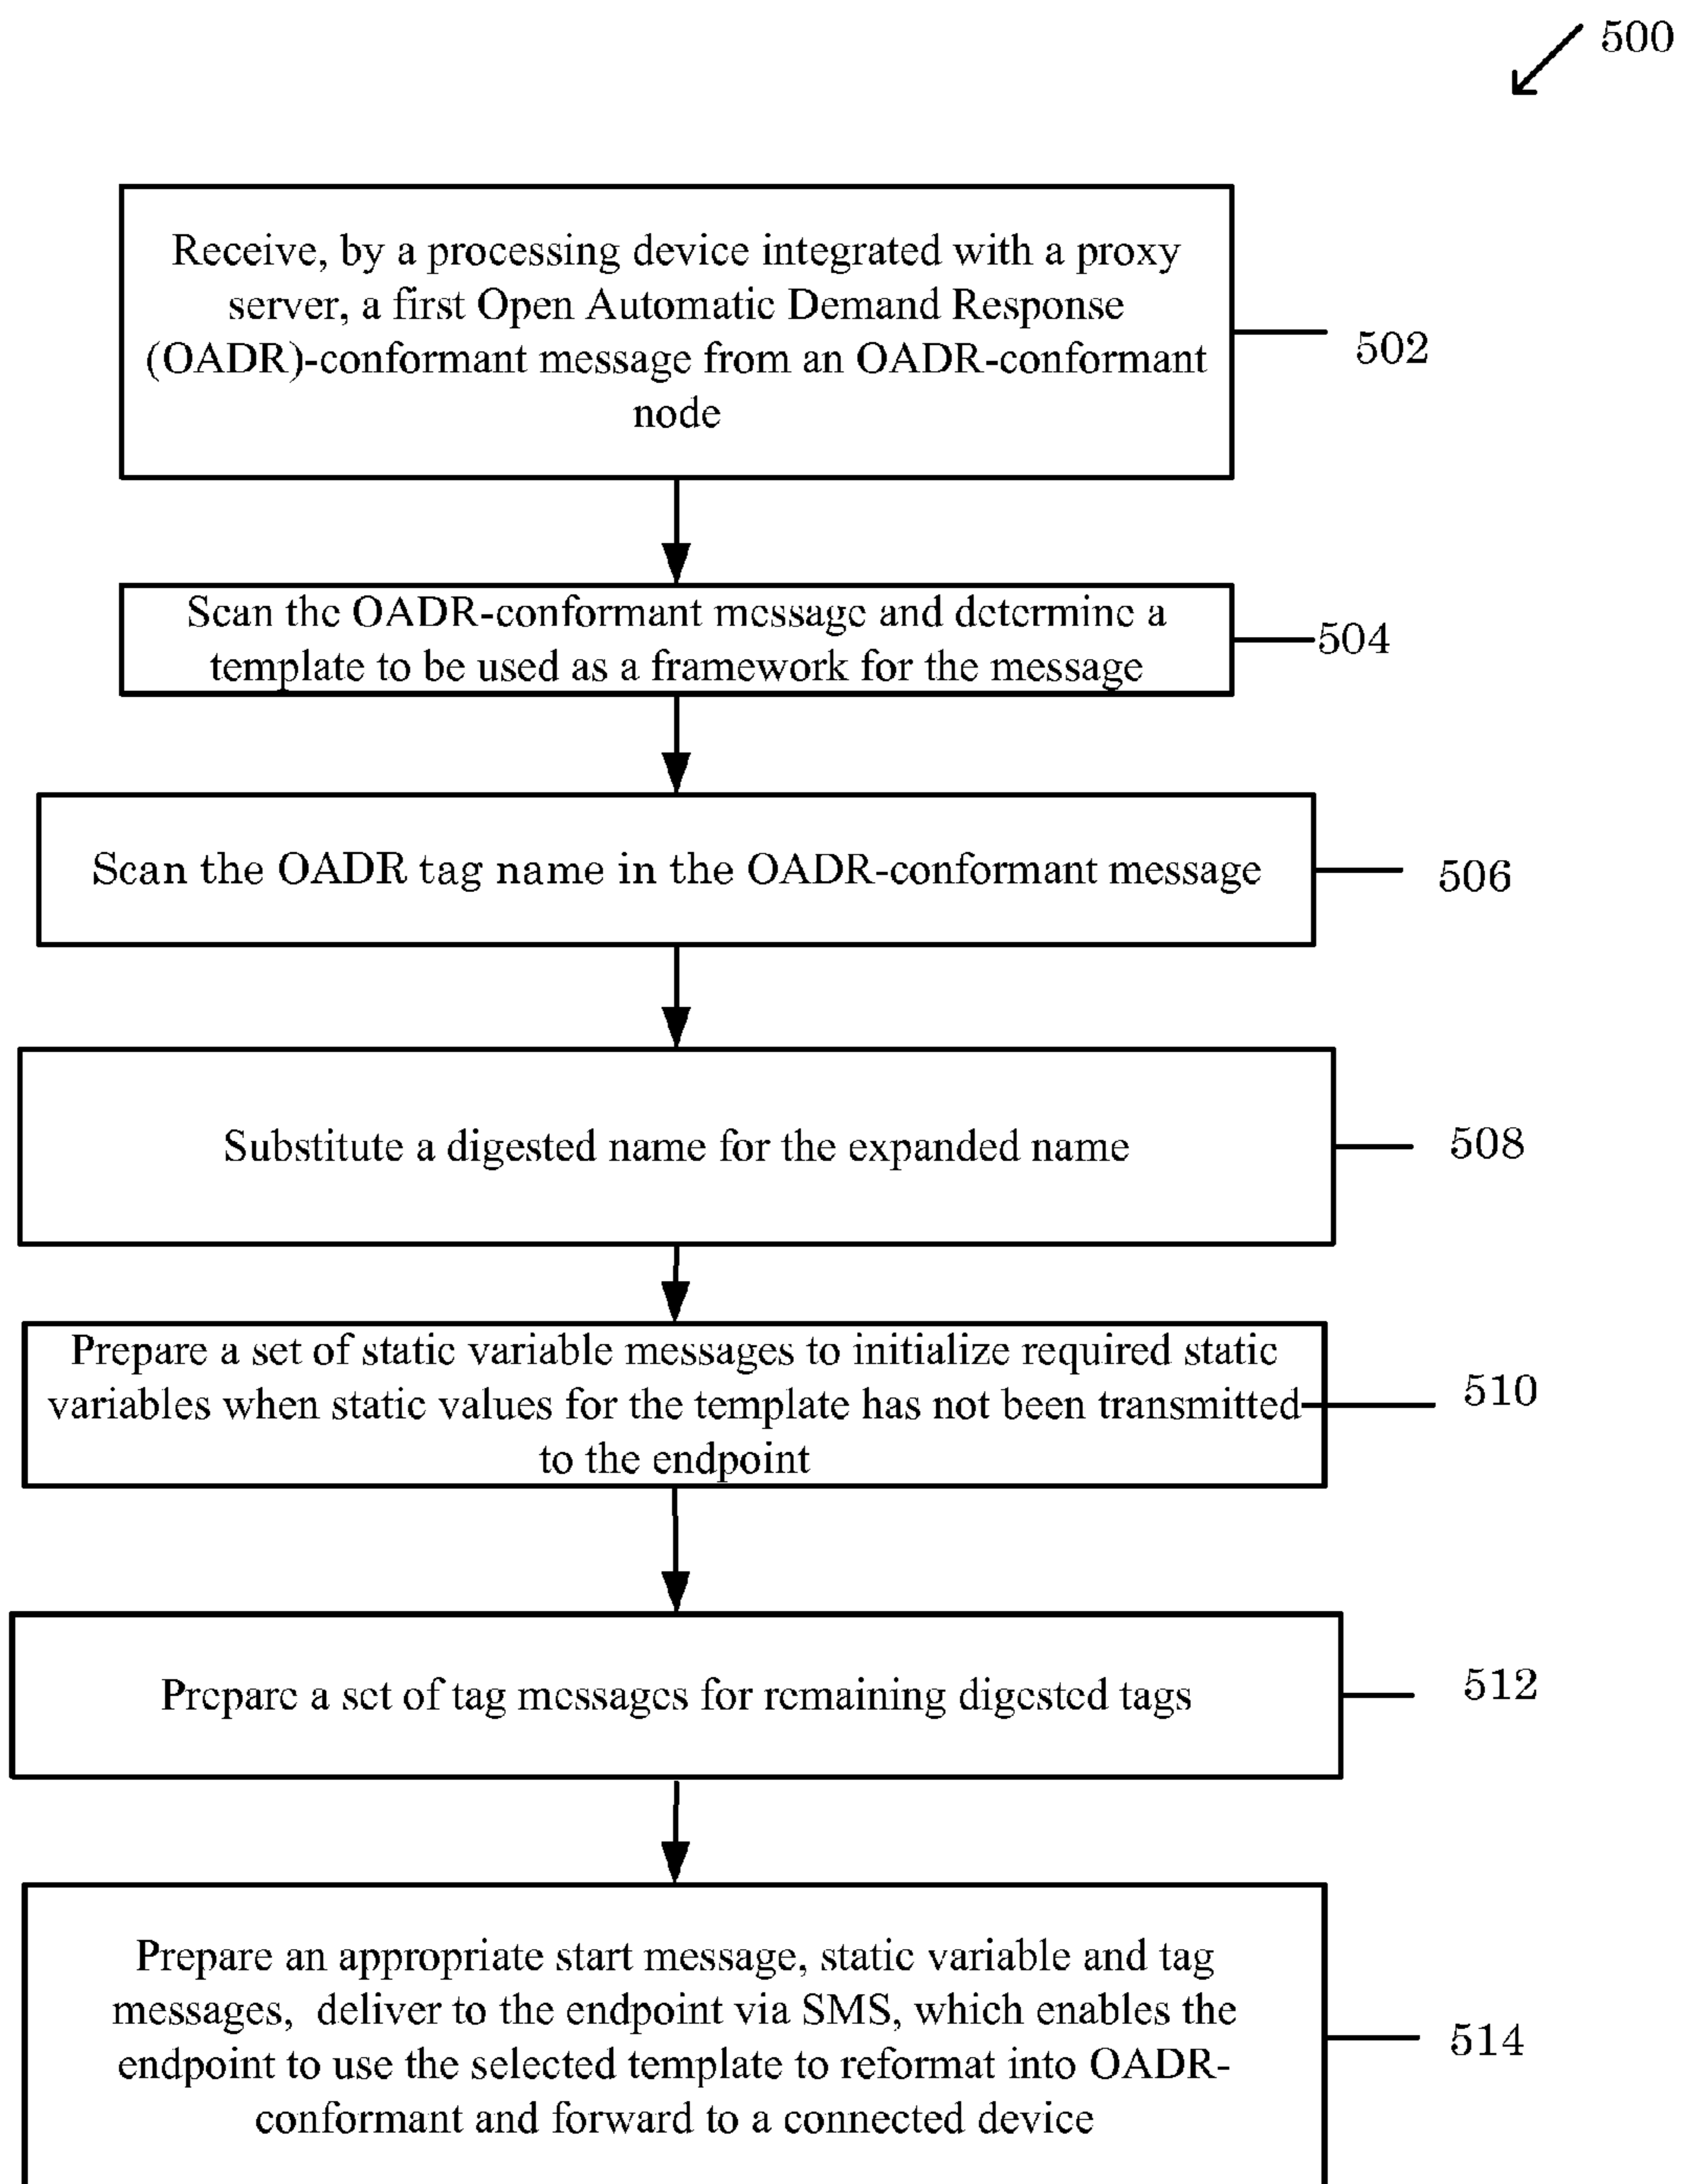 500
Receive, by a processing device integrated with a proxy
server, a first Open Automatic Demand Response
(OADR)-conformant message from an OADR-conformant
node
502
Scan the OADR-conformant message and determine a
template to be used as a framework for the message
504
Scan the OADR tag name in the OADR-conformant message
506
Substitute a digested name for the expanded name
508
Prepare a set of static variable messages to initialize required static
variables when static values for the template has not been transmitted
to the endpoint
510
Prepare a set of tag messages for remaining digested tags
512
Prepare an appropriate start message, static variable and tag
messages, deliver to the endpoint via SMS, which enables the
endpoint to use the selected template to reformat into OADR-
conformant and forward to a connected device
514